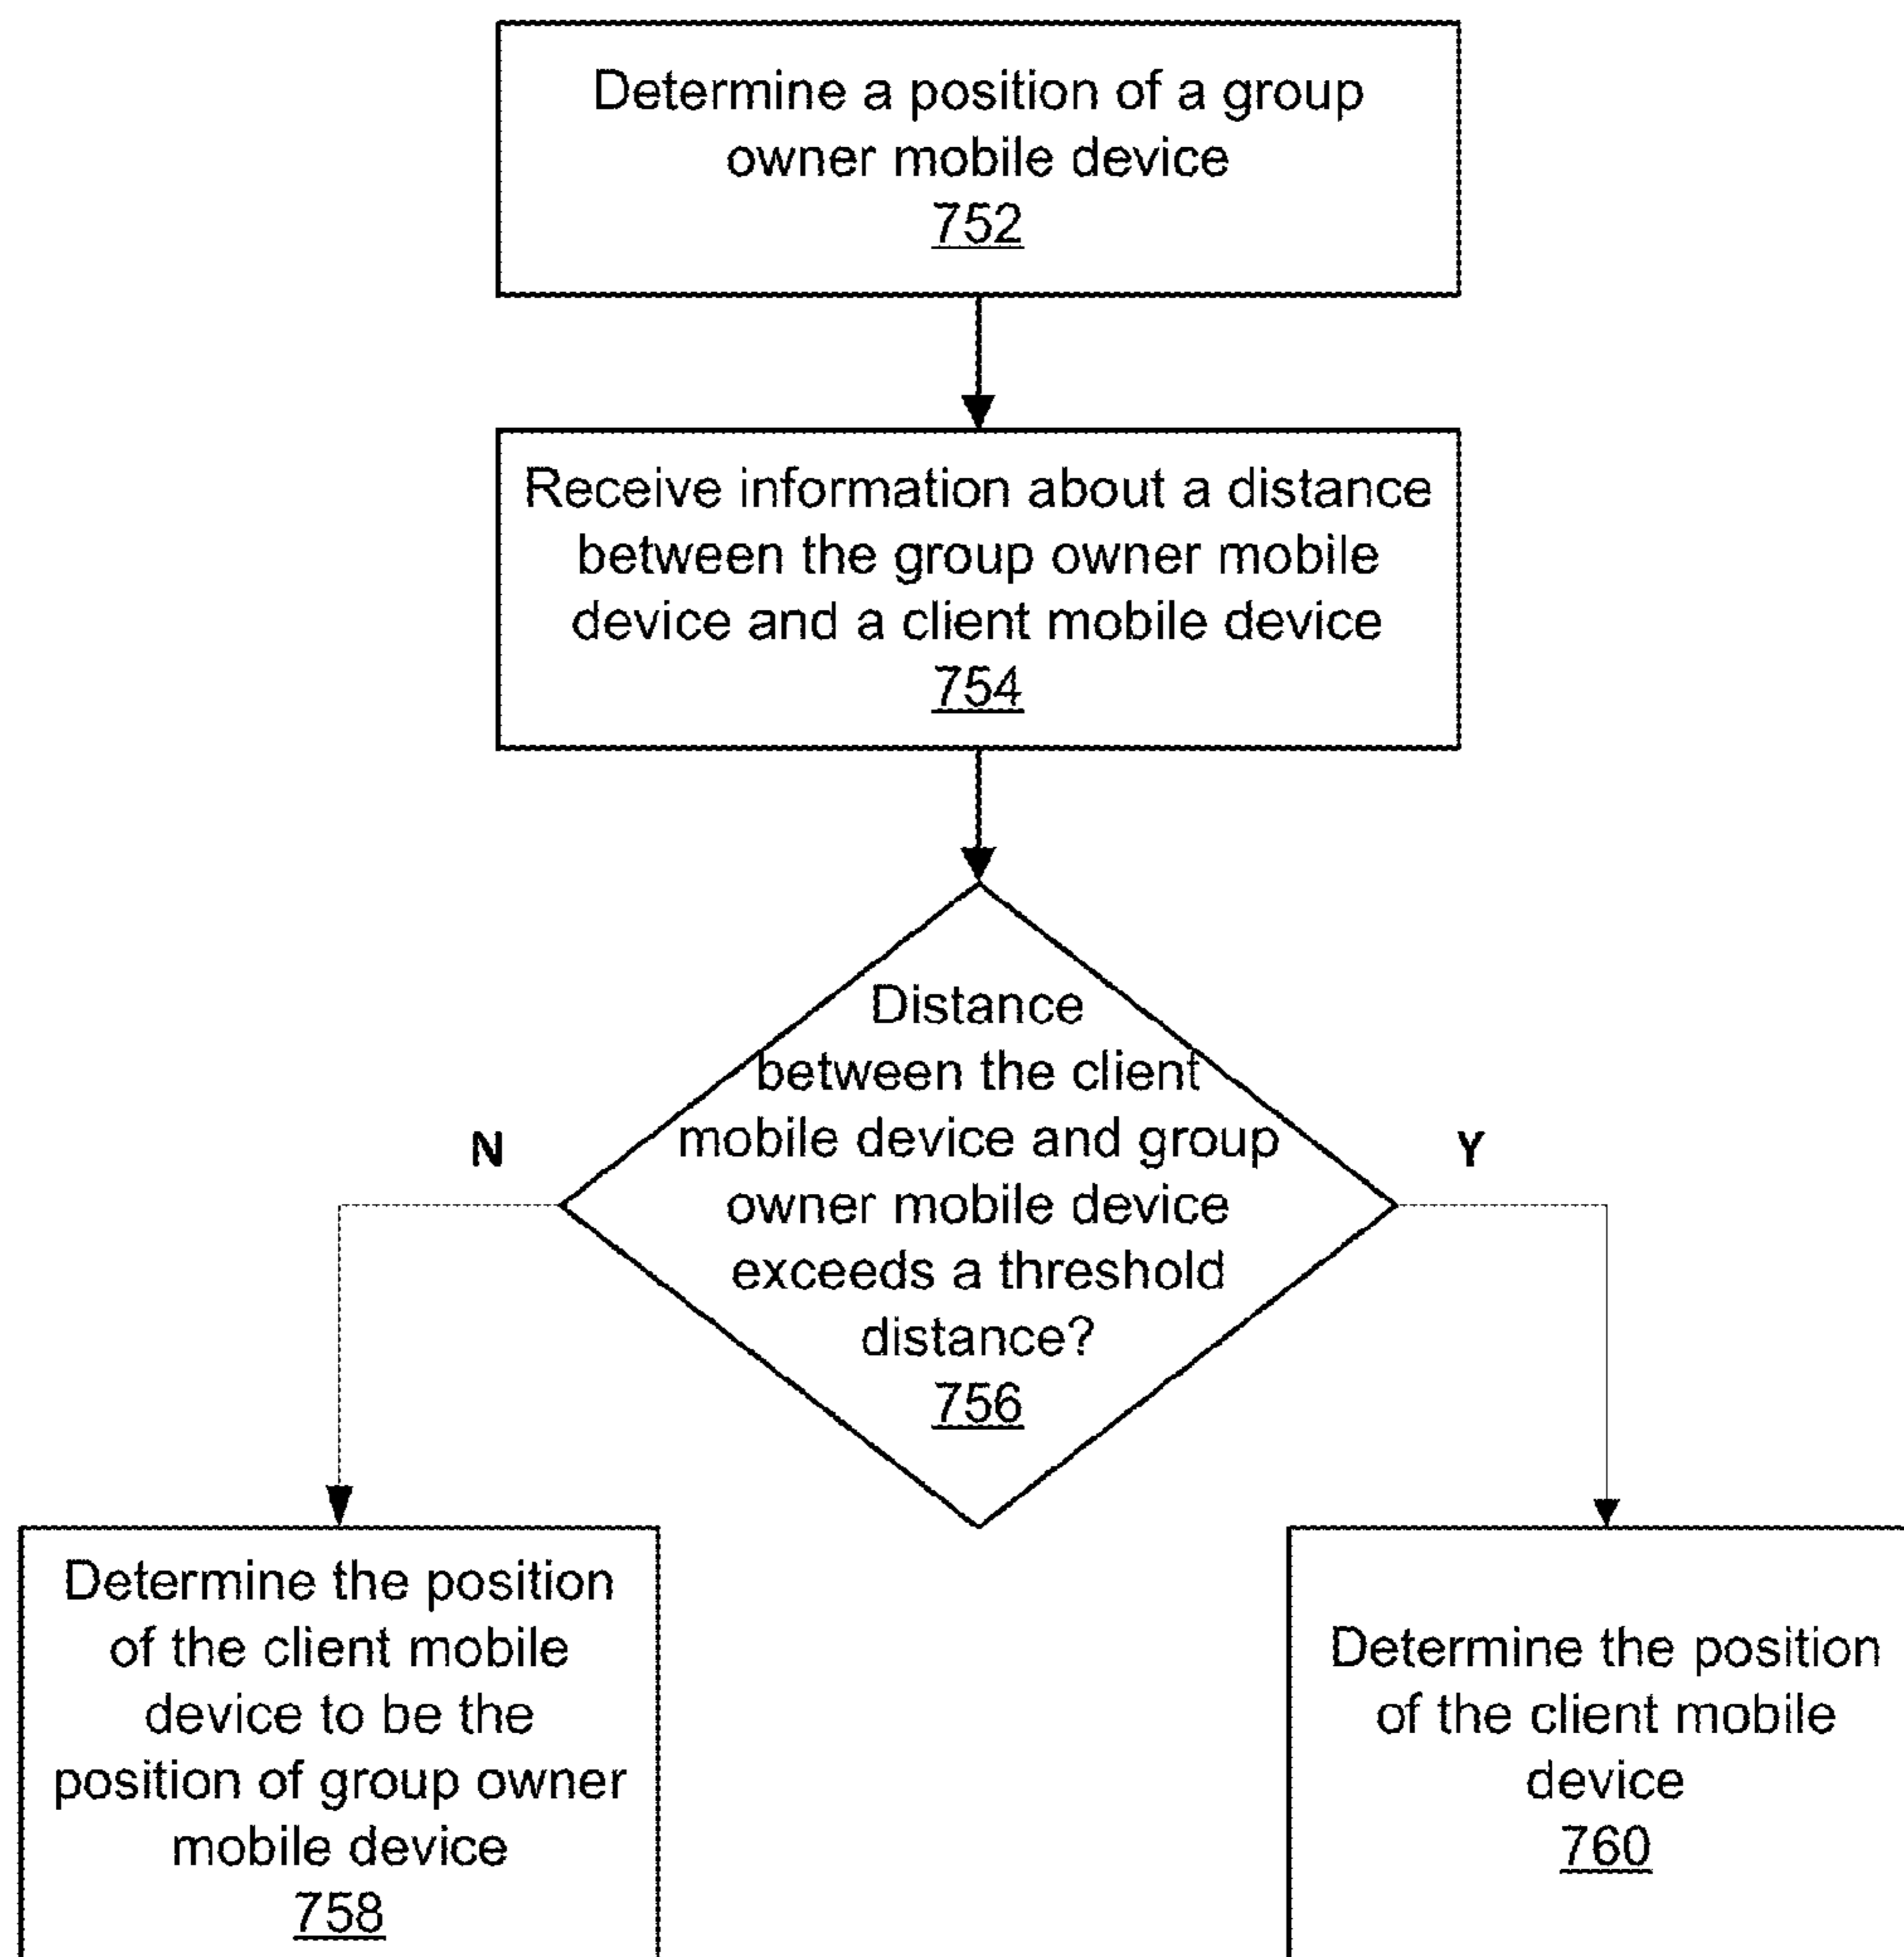 Determine a position of a group
owner mobile device
752
Receive information about a distance
between the group owner mobile
device and a client mobile device
754
Distance
between the client
mobile device and group
owner mobile device
exceeds a threshold
distance?
756
N
Y
Determine the position
of the client mobile
device to be the
position of group owner
mobile device
758
Determine the position
of the client mobile
device
760